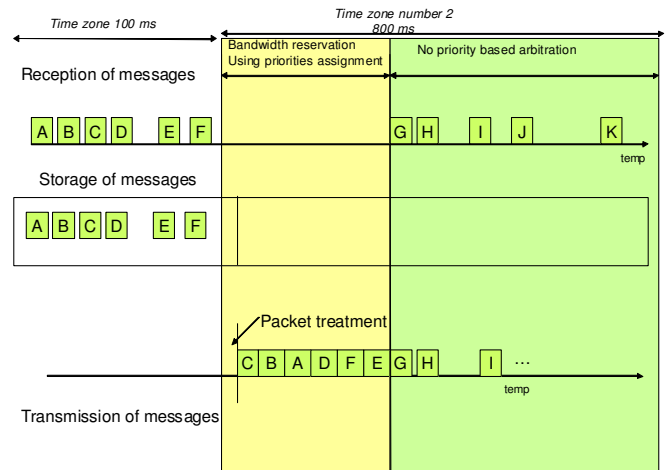 Time zone 100 ms
Time zone number 2
800 ms
Bandwidth reservation
Using priorities assignment
No priority based arbitration
Reception of messages
A B C D E F G H I J K
temp
Storage of messages
A B C D E F
Packet treatment
C B A D F E G H I ...
temp
Transmission of messages